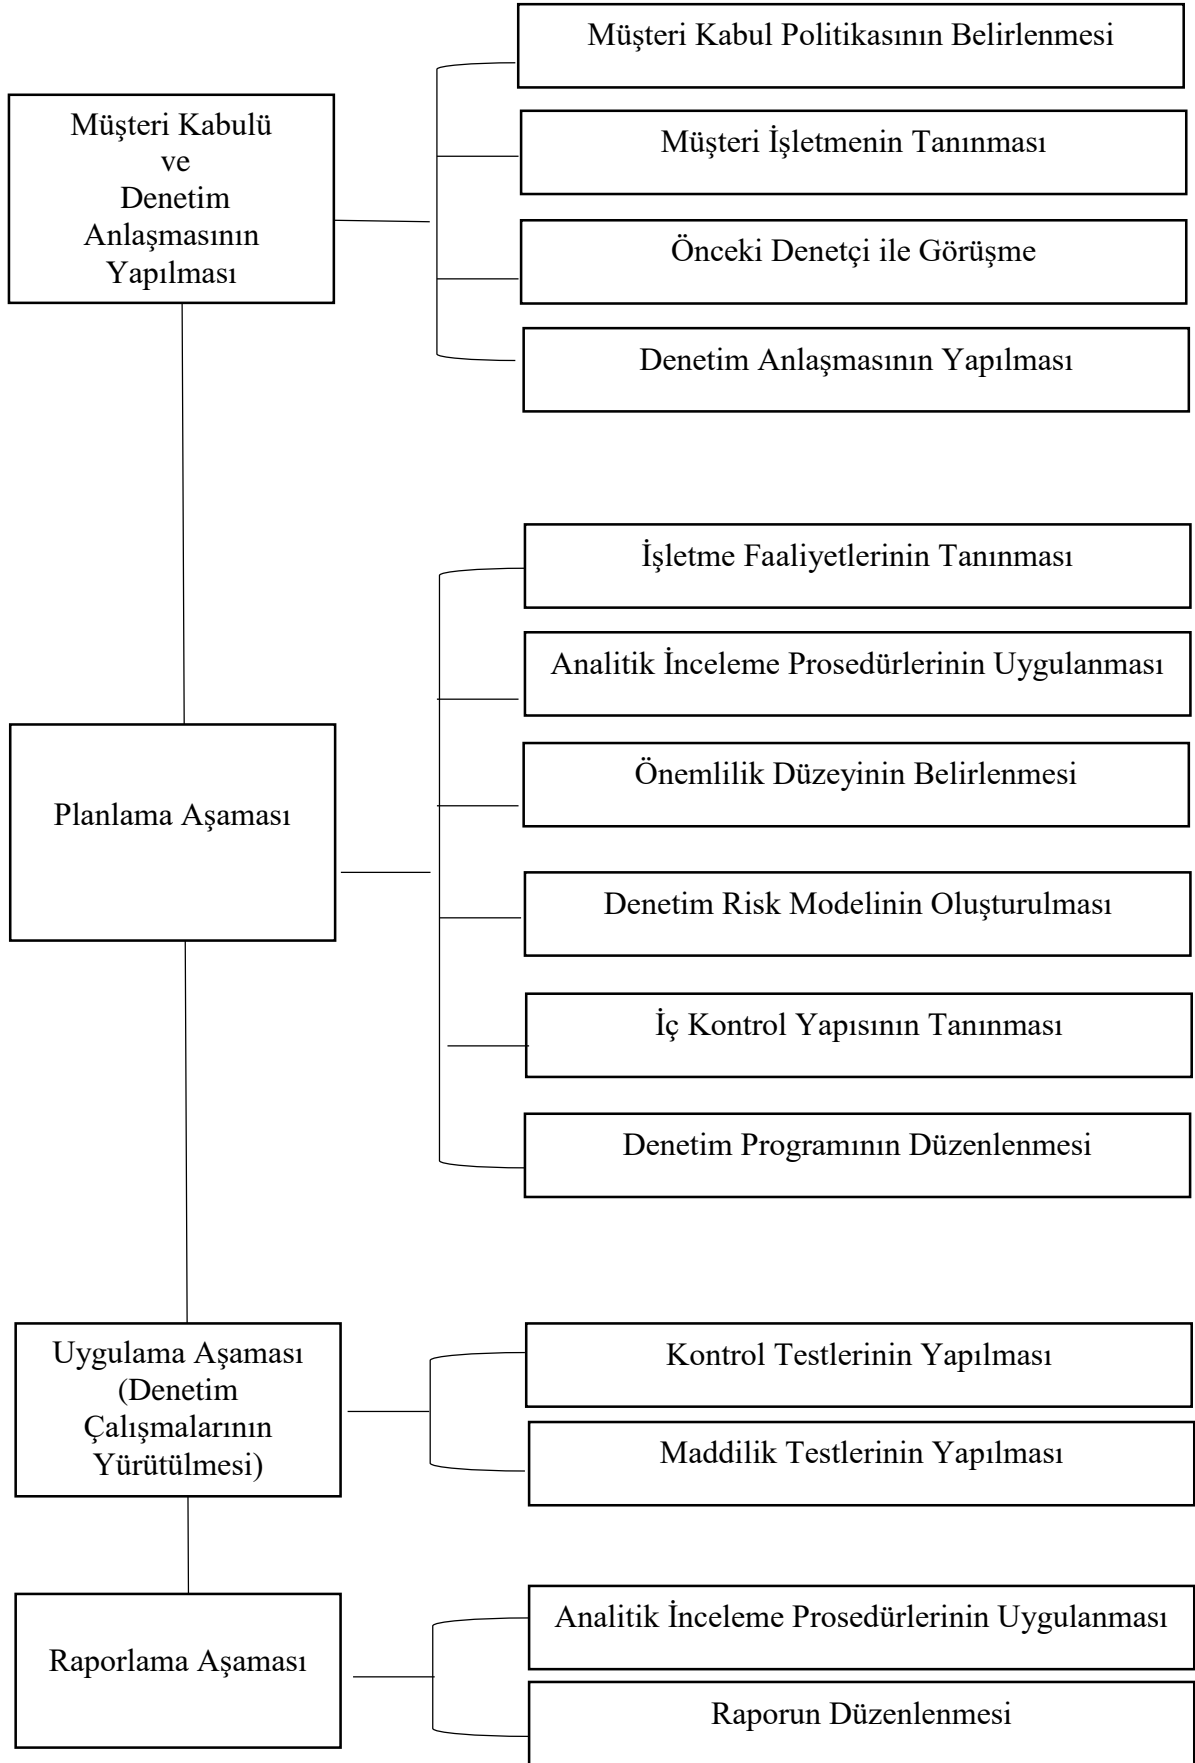 Müşteri Kabulü
ve
Denetim
Anlaşmasının
Yapılması
Müşteri Kabul Politikasının Belirlenmesi
Müşteri İşletmenin Tanınması
Önceki Denetçi ile Görüşme
Denetim Anlaşmasının Yapılması
Planlama Aşaması
İşletme Faaliyetlerinin Tanınması
Analitik İnceleme Prosedürlerinin Uygulanması
Önemlilik Düzeyinin Belirlenmesi
Denetim Risk Modelinin Oluşturulması
İç Kontrol Yapısının Tanınması
Denetim Programının Düzenlenmesi
Uygulama Aşaması
(Denetim
Çalışmalarının
Yürütülmesi)
Kontrol Testlerinin Yapılması
Maddilik Testlerinin Yapılması
Raporlama Aşaması
Analitik İnceleme Prosedürlerinin Uygulanması
Raporun Düzenlenmesi